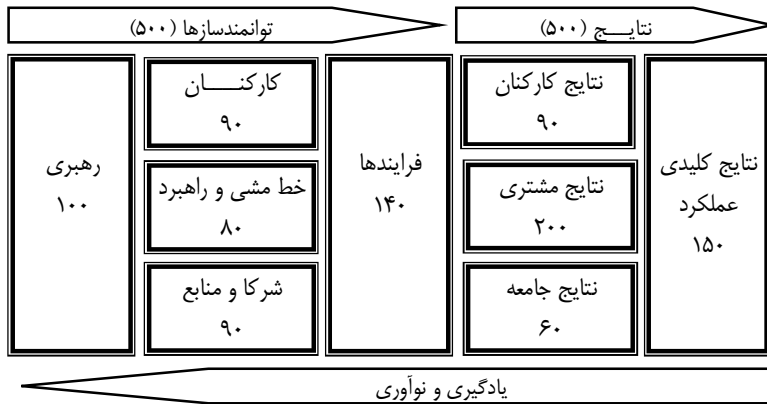 توانمندسازها (۵۰۰)
نتایـــج (۵۰۰)
رهبری
۱۰۰
کارکنـــــان
۹۰
خط مشی و راهبرد
۸۰
شرکا و منابع
۹۰
فرایندها
۱۴۰
نتایج کارکنان
۹۰
نتایج مشتری
۲۰۰
نتایج جامعه
۶۰
نتایج کلیدی
عملکرد
۱۵۰
یادگیری و نوآوری